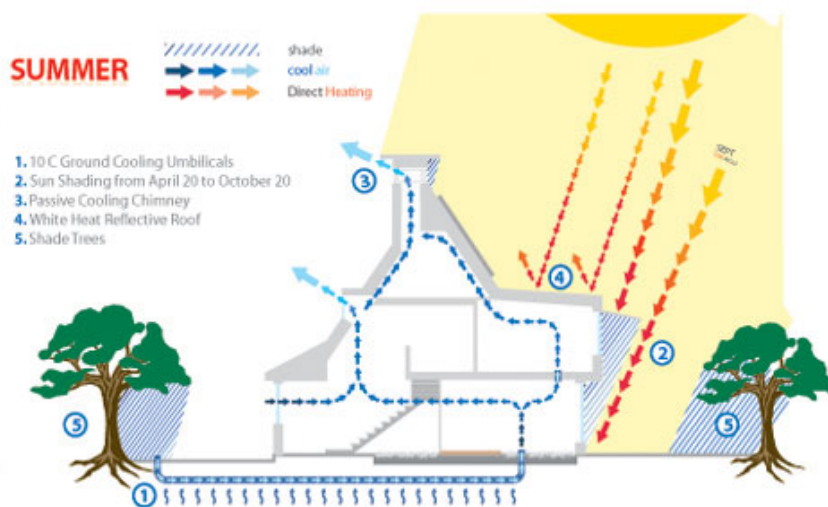 SUMMER
shade
cool air
Direct Heating
1. 10 C Ground Cooling Umbilicals
2. Sun Shading from April 20 to October 20
3. Passive Cooling Chimney
4. White Heat Reflective Roof
5. Shade Trees
SEPT
3
4
2
5
5
1